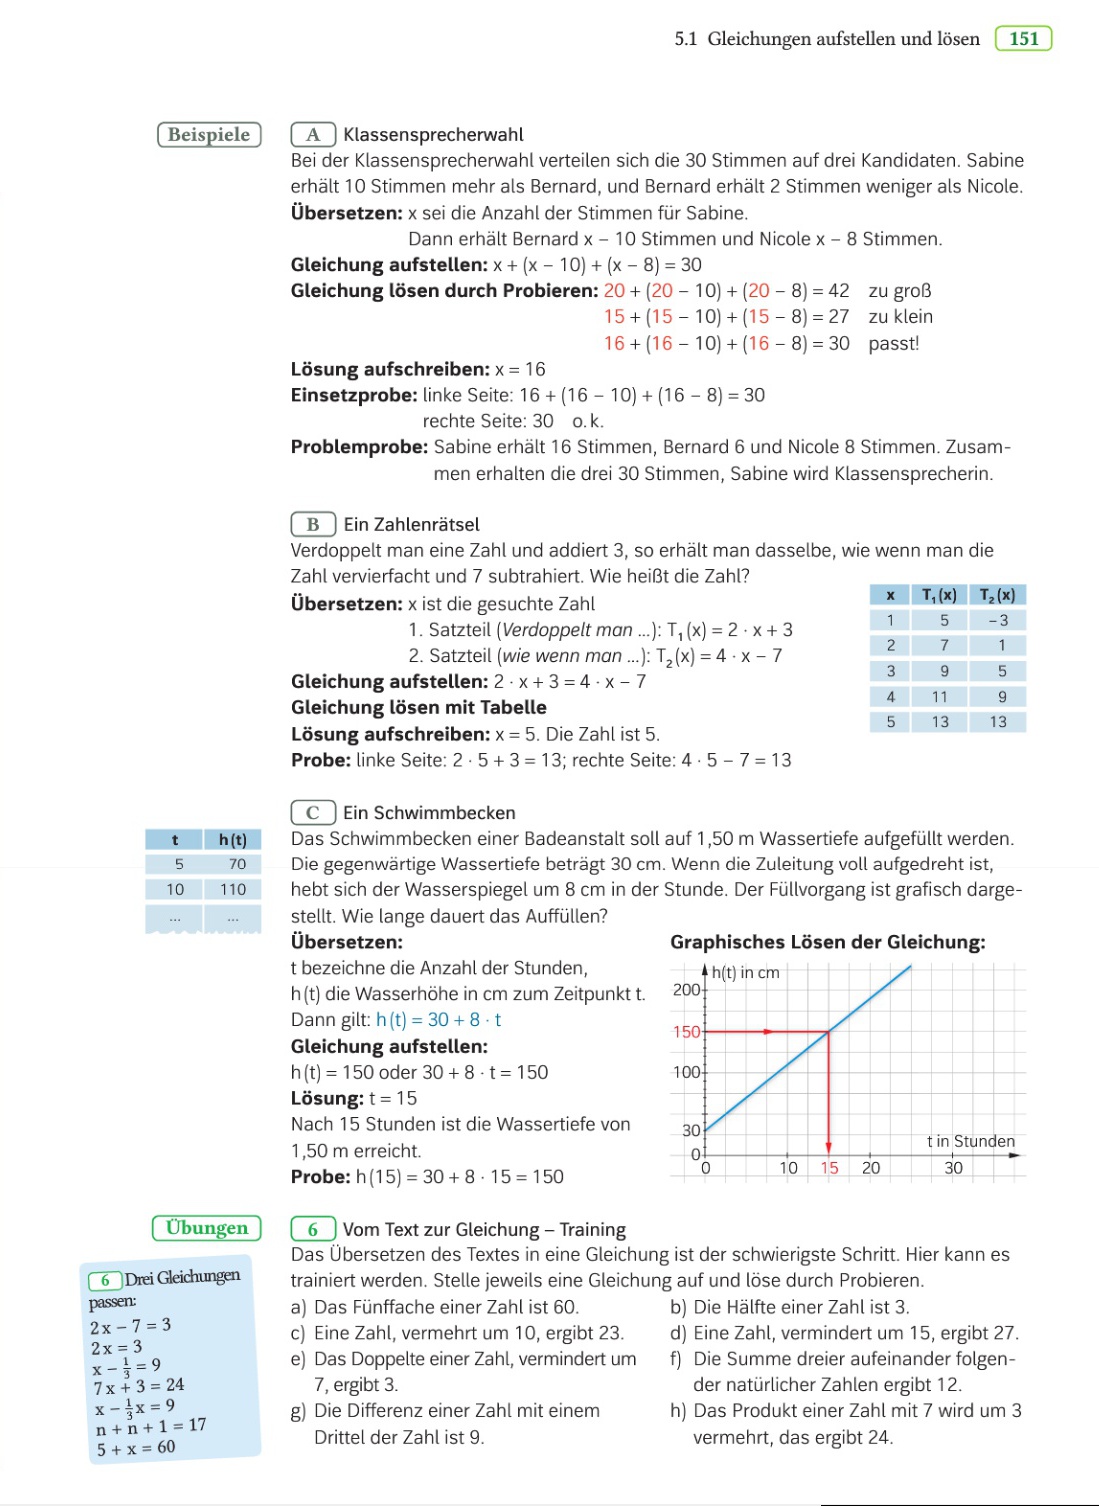 5.1 Gleichungen aufstellen und lösen 151
Beispiele
A Klassensprecherwahl
Bei der Klassensprecherwahl verteilen sich die 30 Stimmen auf drei Kandidaten. Sabine
erhält 10 Stimmen mehr als Bernard, und Bernard erhält 2 Stimmen weniger als Nicole.
Übersetzen: x sei die Anzahl der Stimmen für Sabine.
Dann erhält Bernard x – 10 Stimmen und Nicole x – 8 Stimmen.
Gleichung aufstellen: x + (x – 10) + (x – 8) = 30
Gleichung lösen durch Probieren: 20 + (20 – 10) + (20 – 8) = 42 zu groß
15 + (15 – 10) + (15 – 8) = 27 zu klein
16 + (16 – 10) + (16 – 8) = 30 passt!
Lösung aufschreiben: x = 16
Einsetzprobe: linke Seite: 16 + (16 – 10) + (16 – 8) = 30
rechte Seite: 30 o. k.
Problemprobe: Sabine erhält 16 Stimmen, Bernard 6 und Nicole 8 Stimmen. Zusam-
men erhalten die drei 30 Stimmen, Sabine wird Klassensprecherin.
B Ein Zahlenrätsel
Verdoppelt man eine Zahl und addiert 3, so erhält man dasselbe, wie wenn man die
Zahl vervierfacht und 7 subtrahiert. Wie heißt die Zahl?
Übersetzen: x ist die gesuchte Zahl
1. Satzteil (Verdoppelt man ...): T₁(x) = 2 · x + 3
2. Satzteil (wie wenn man ...): T₂(x) = 4 · x – 7
Gleichung aufstellen: 2 · x + 3 = 4 · x – 7
Gleichung lösen mit Tabelle
Lösung aufschreiben: x = 5. Die Zahl ist 5.
Probe: linke Seite: 2 · 5 + 3 = 13; rechte Seite: 4 · 5 – 7 = 13
x T₁(x) T₂(x)
1 5 –3
2 7 1
3 9 5
4 11 9
5 13 13
C Ein Schwimmbecken
Das Schwimmbecken einer Badeanstalt soll auf 1,50 m Wassertiefe aufgefüllt werden.
Die gegenwärtige Wassertiefe beträgt 30 cm. Wenn die Zuleitung voll aufgedreht ist,
hebt sich der Wasserspiegel um 8 cm in der Stunde. Der Füllvorgang ist grafisch darge-
stellt. Wie lange dauert das Auffüllen?
t h(t)
5 70
10 110
... ...
Übersetzen:
t bezeichne die Anzahl der Stunden,
h(t) die Wasserhöhe in cm zum Zeitpunkt t.
Dann gilt: h(t) = 30 + 8 · t
Gleichung aufstellen:
h(t) = 150 oder 30 + 8 · t = 150
Lösung: t = 15
Nach 15 Stunden ist die Wassertiefe von
1,50 m erreicht.
Probe: h(15) = 30 + 8 · 15 = 150
Graphisches Lösen der Gleichung:
h(t) in cm
200
150
100
30
0
t in Stunden
0 10 15 20 30
Übungen
6 Vom Text zur Gleichung – Training
Das Übersetzen des Textes in eine Gleichung ist der schwierigste Schritt. Hier kann es
trainiert werden. Stelle jeweils eine Gleichung auf und löse durch Probieren.
a) Das Fünffache einer Zahl ist 60.
b) Die Hälfte einer Zahl ist 3.
c) Eine Zahl, vermehrt um 10, ergibt 23.
d) Eine Zahl, vermindert um 15, ergibt 27.
e) Das Doppelte einer Zahl, vermindert um
7, ergibt 3.
f) Die Summe dreier aufeinander folgen-
der natürlicher Zahlen ergibt 12.
g) Die Differenz einer Zahl mit einem
Drittel der Zahl ist 9.
h) Das Produkt einer Zahl mit 7 wird um 3
vermehrt, das ergibt 24.
6 Drei Gleichungen
passen:
2x – 7 = 3
2x = 3
x – 1/3 = 9
7x + 3 = 24
x – 1/3x = 9
n + n + 1 = 17
5 + x = 60